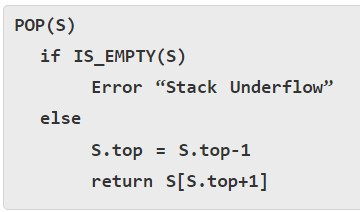 POP(S)
if IS_EMPTY(S)
Error “Stack Underflow”
else
S.top = S.top-1
return S[S.top+1]